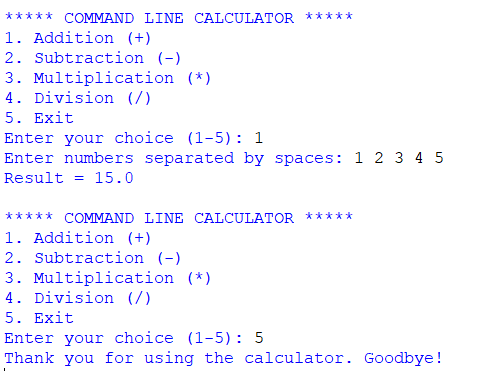 ***** COMMAND LINE CALCULATOR *****
1. Addition (+)
2. Subtraction (-)
3. Multiplication (*)
4. Division (/)
5. Exit
Enter your choice (1-5): 1
Enter numbers separated by spaces: 1 2 3 4 5
Result = 15.0

***** COMMAND LINE CALCULATOR *****
1. Addition (+)
2. Subtraction (-)
3. Multiplication (*)
4. Division (/)
5. Exit
Enter your choice (1-5): 5
Thank you for using the calculator. Goodbye!